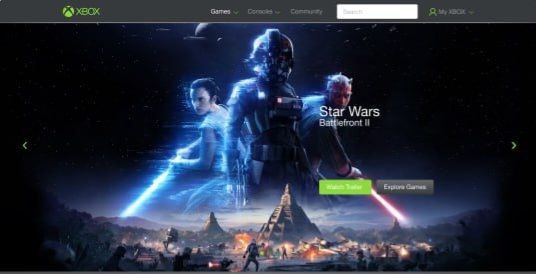 XBOX
Games
Consoles
Community
Search
My XBOX
Star Wars
Battlefront II
Watch Trailer
Explore Games